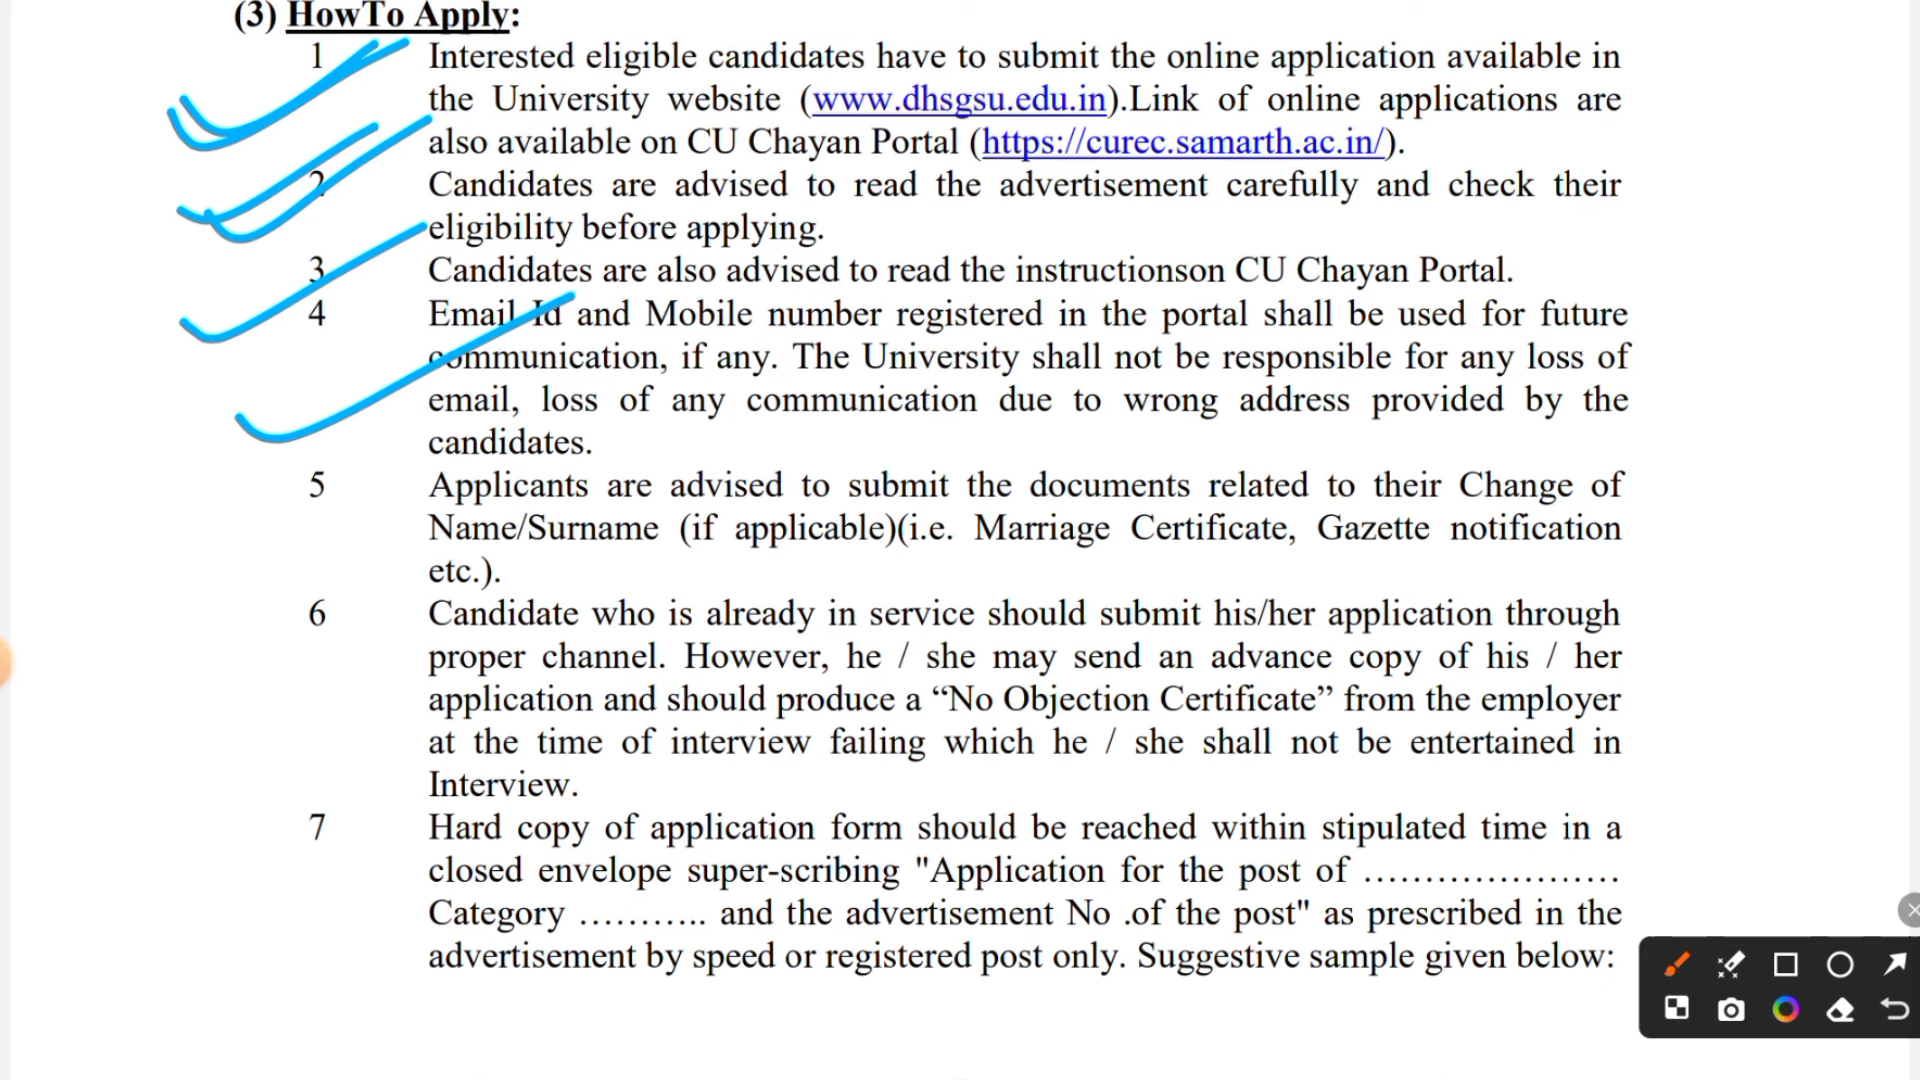 (3) HowTo Apply:
1 Interested eligible candidates have to submit the online application available in
the University website (www.dhsgsu.edu.in).Link of online applications are
also available on CU Chayan Portal (https://curec.samarth.ac.in/).
2 Candidates are advised to read the advertisement carefully and check their
eligibility before applying.
3 Candidates are also advised to read the instructionson CU Chayan Portal.
4 Email Id and Mobile number registered in the portal shall be used for future
communication, if any. The University shall not be responsible for any loss of
email, loss of any communication due to wrong address provided by the
candidates.
5 Applicants are advised to submit the documents related to their Change of
Name/Surname (if applicable)(i.e. Marriage Certificate, Gazette notification
etc.).
6 Candidate who is already in service should submit his/her application through
proper channel. However, he / she may send an advance copy of his / her
application and should produce a “No Objection Certificate” from the employer
at the time of interview failing which he / she shall not be entertained in
Interview.
7 Hard copy of application form should be reached within stipulated time in a
closed envelope super-scribing "Application for the post of .....................
Category ........... and the advertisement No .of the post" as prescribed in the
advertisement by speed or registered post only. Suggestive sample given below: